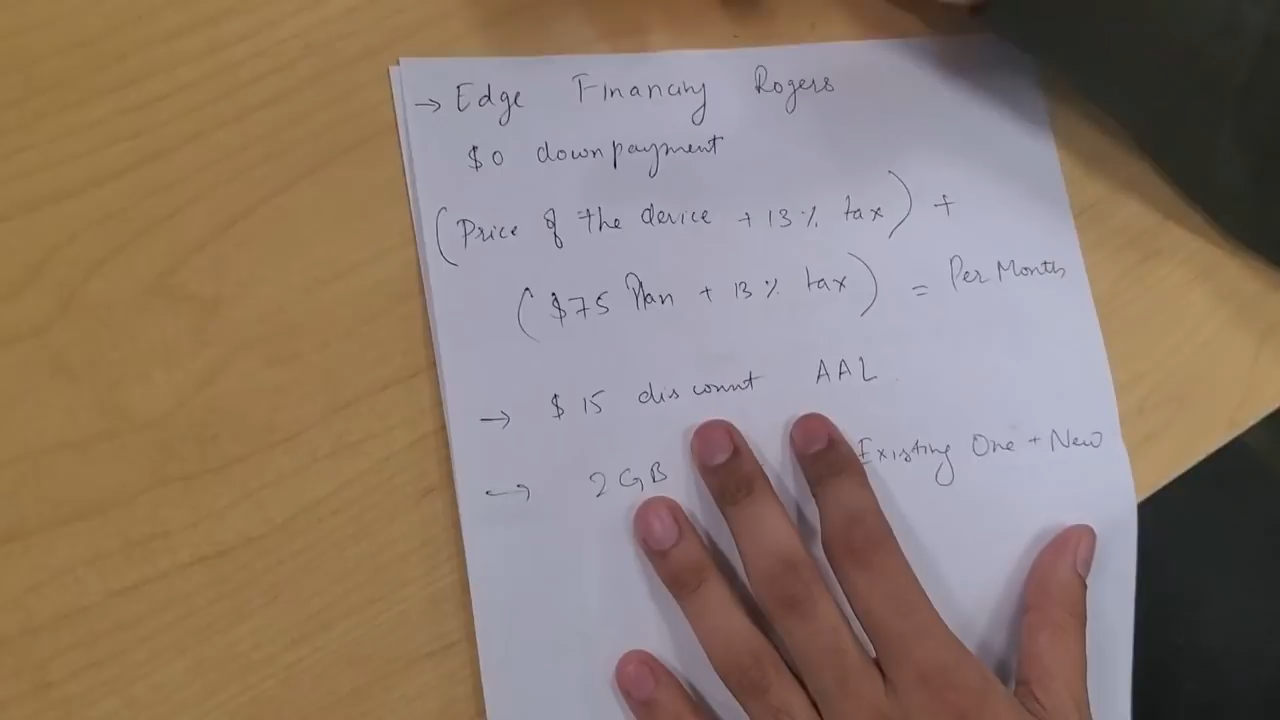 → Edge Financing Rogers
$0 downpayment
(Price of the device + 13% tax) +
($75 Plan + 13% tax) = Per Month
→ $15 discount AAL
→ 2GB Existing One + New